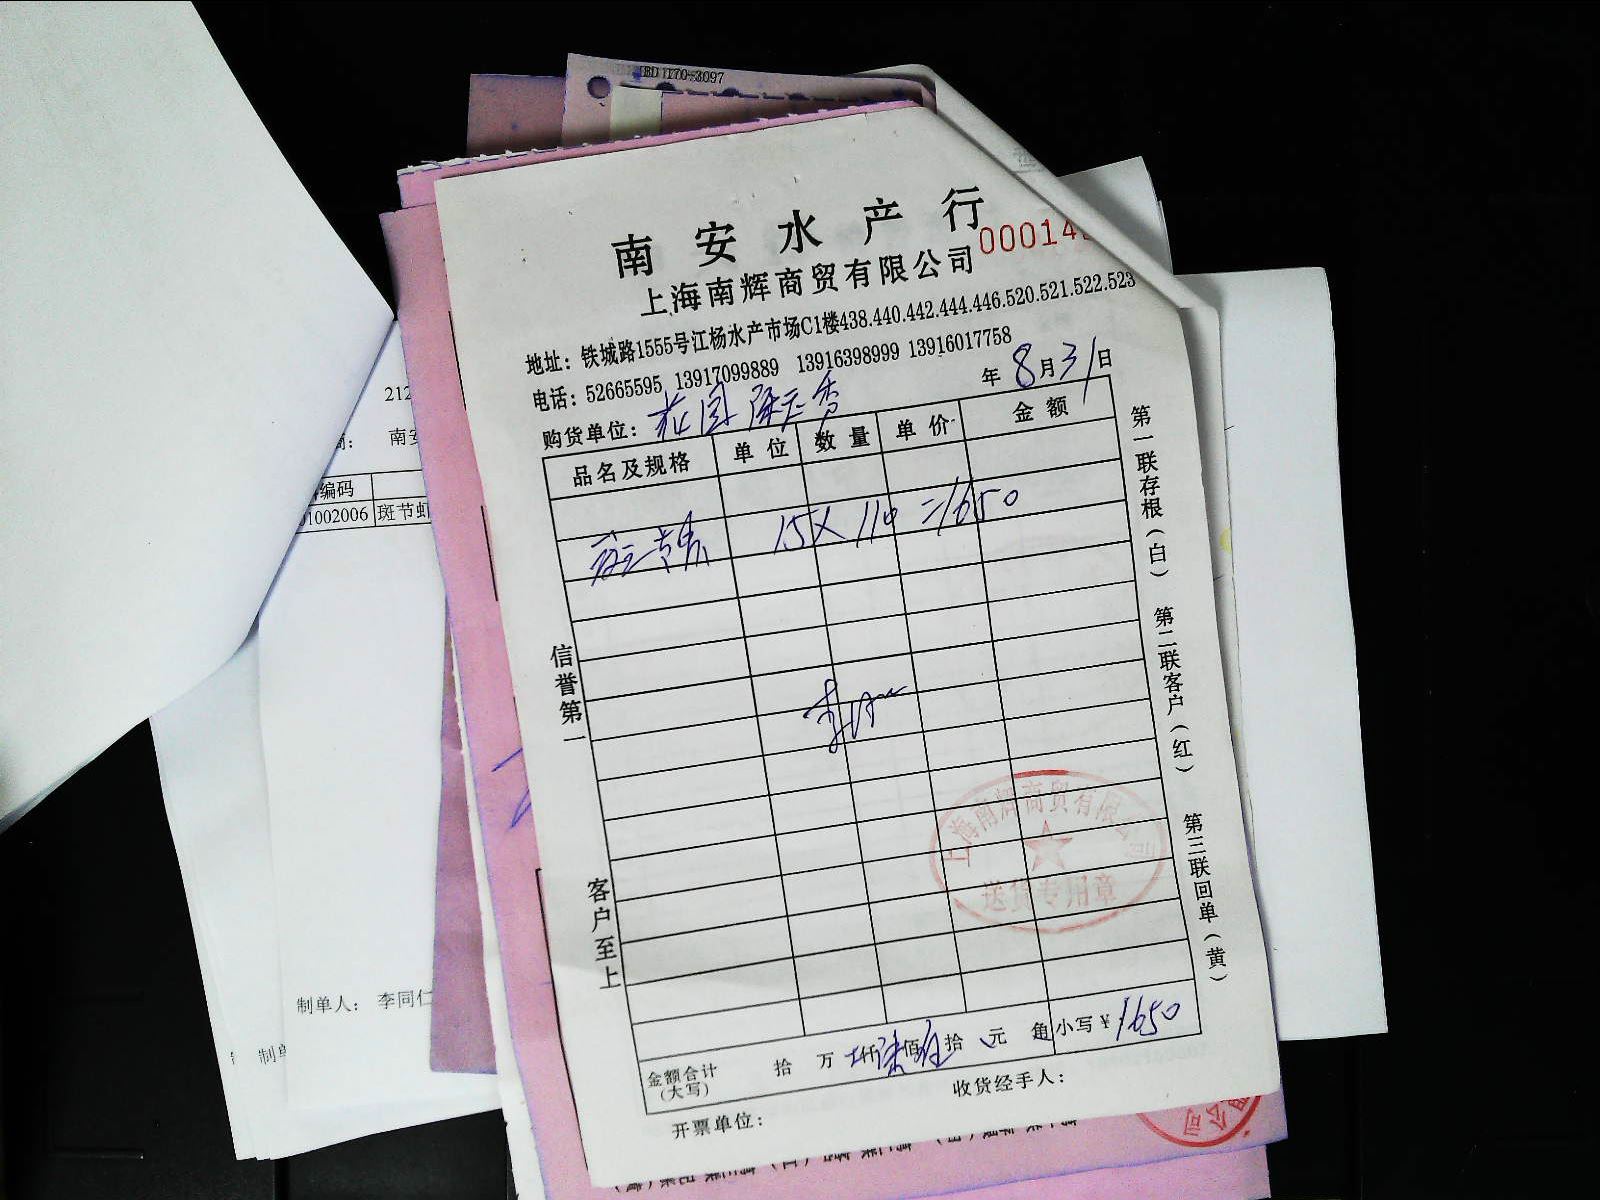 BD1170-3097
南安水产行
00014
上海南辉商贸有限公司
地址：铁城路1555号江杨水产市场C1楼438.440.442.444.446.520.521.522.523
电话：52665595 13917099889 13916398999 13916017758
年 8月31日
购货单位：
品名及规格 单位 数量 单价 金额
15X 110 =1650
信誉第一
客户至上
第一联存根（白）
第二联客户（红）
第三联回单（黄）
上海南辉商贸有限公司
送货专用章
金额合计 拾 万 仟 佰 拾 元 角 小写￥1650
(大写)
开票单位：
收货经手人：
212
南安
编码
01002006 斑节虾
制单人： 李同仁
制单